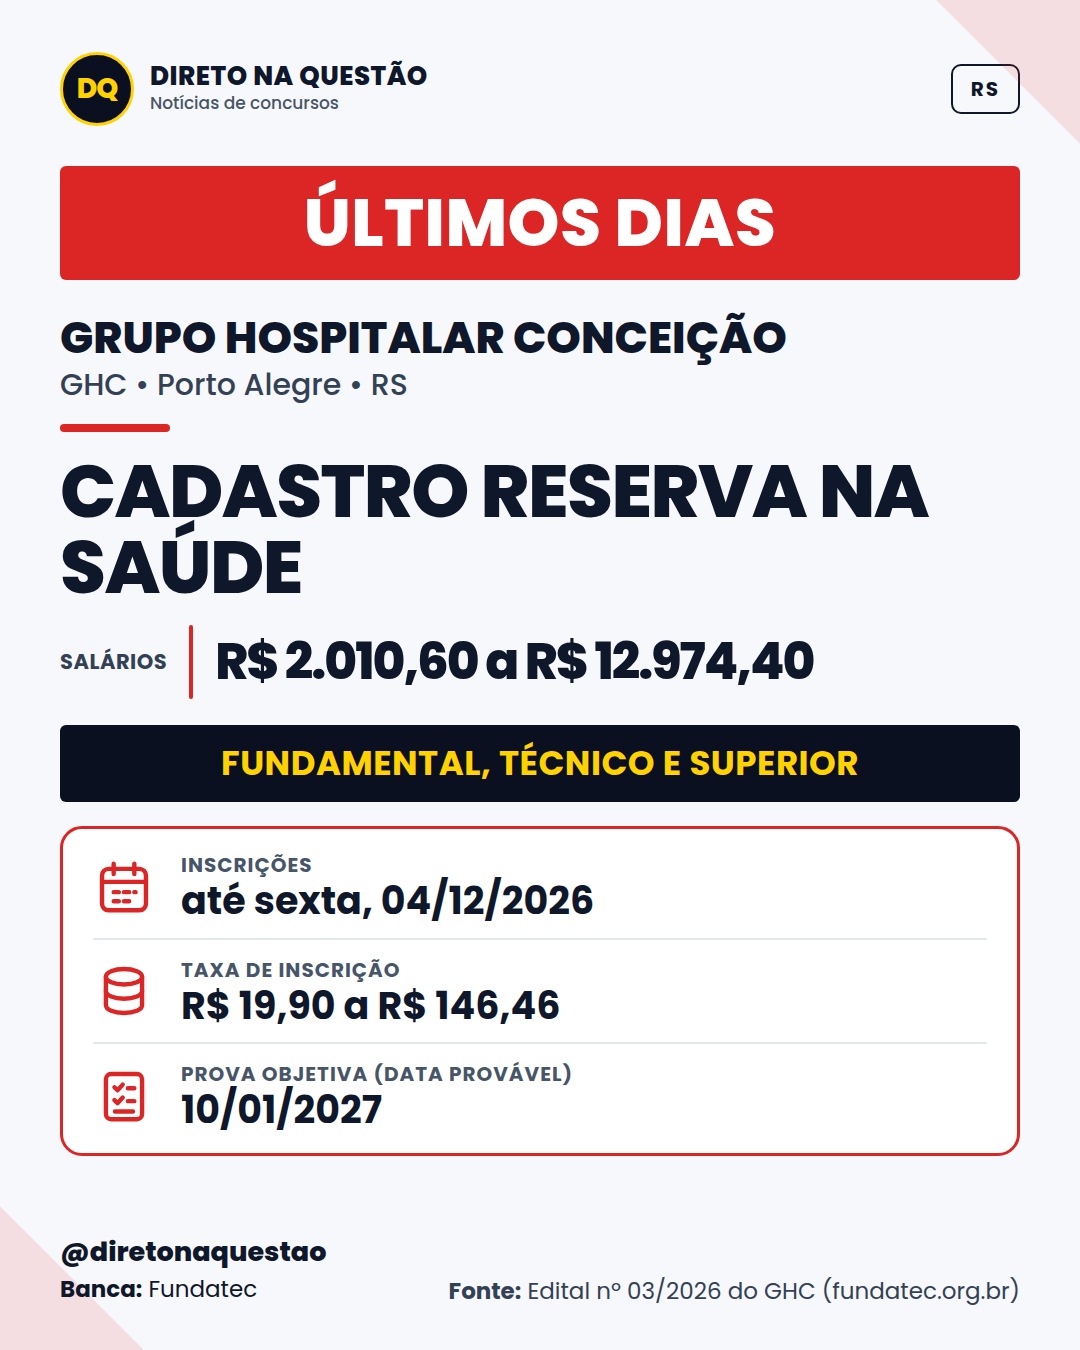 DQ
DIRETO NA QUESTÃO
Notícias de concursos
RS
ÚLTIMOS DIAS
GRUPO HOSPITALAR CONCEIÇÃO
GHC • Porto Alegre • RS
CADASTRO RESERVA NA
SAÚDE
SALÁRIOS
R$ 2.010,60 a R$ 12.974,40
FUNDAMENTAL, TÉCNICO E SUPERIOR
INSCRIÇÕES
até sexta, 04/12/2026
TAXA DE INSCRIÇÃO
R$ 19,90 a R$ 146,46
PROVA OBJETIVA (DATA PROVÁVEL)
10/01/2027
@diretonaquestao
Banca: Fundatec
Fonte: Edital nº 03/2026 do GHC (fundatec.org.br)